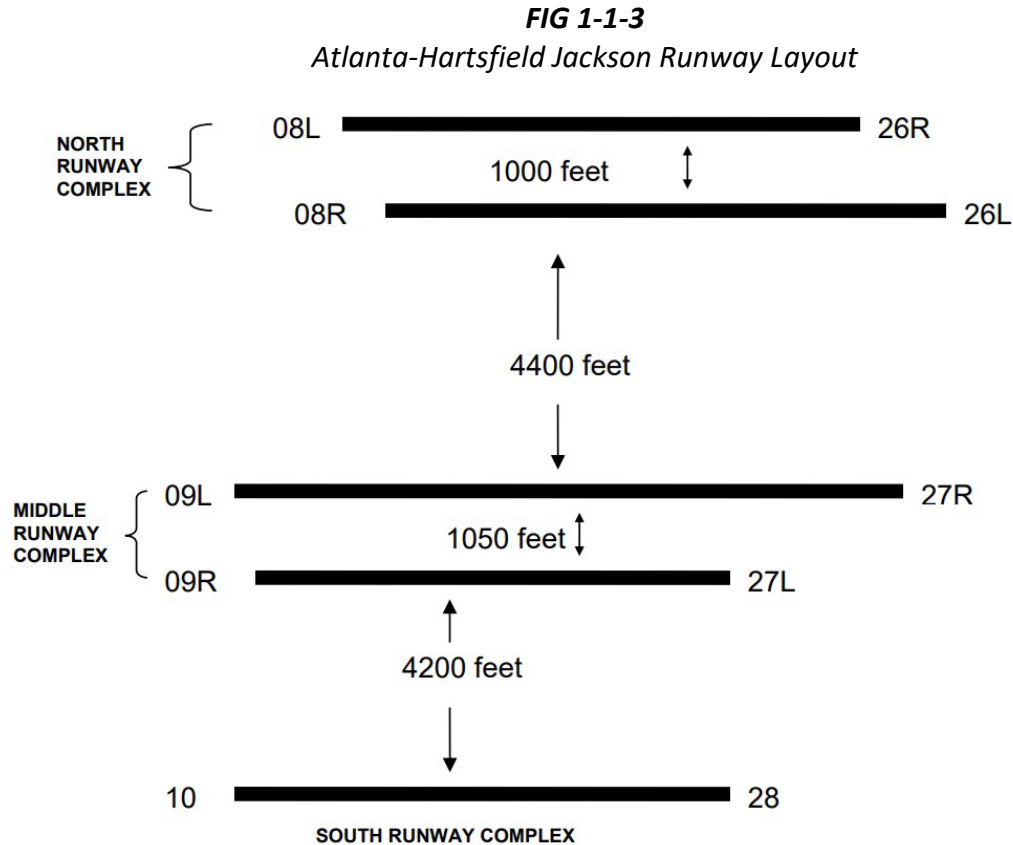 FIG 1-1-3
Atlanta-Hartsfield Jackson Runway Layout
08L
26R
NORTH
RUNWAY
COMPLEX
1000 feet
08R
26L
4400 feet
09L
27R
MIDDLE
RUNWAY
COMPLEX
1050 feet
09R
27L
4200 feet
10
28
SOUTH RUNWAY COMPLEX